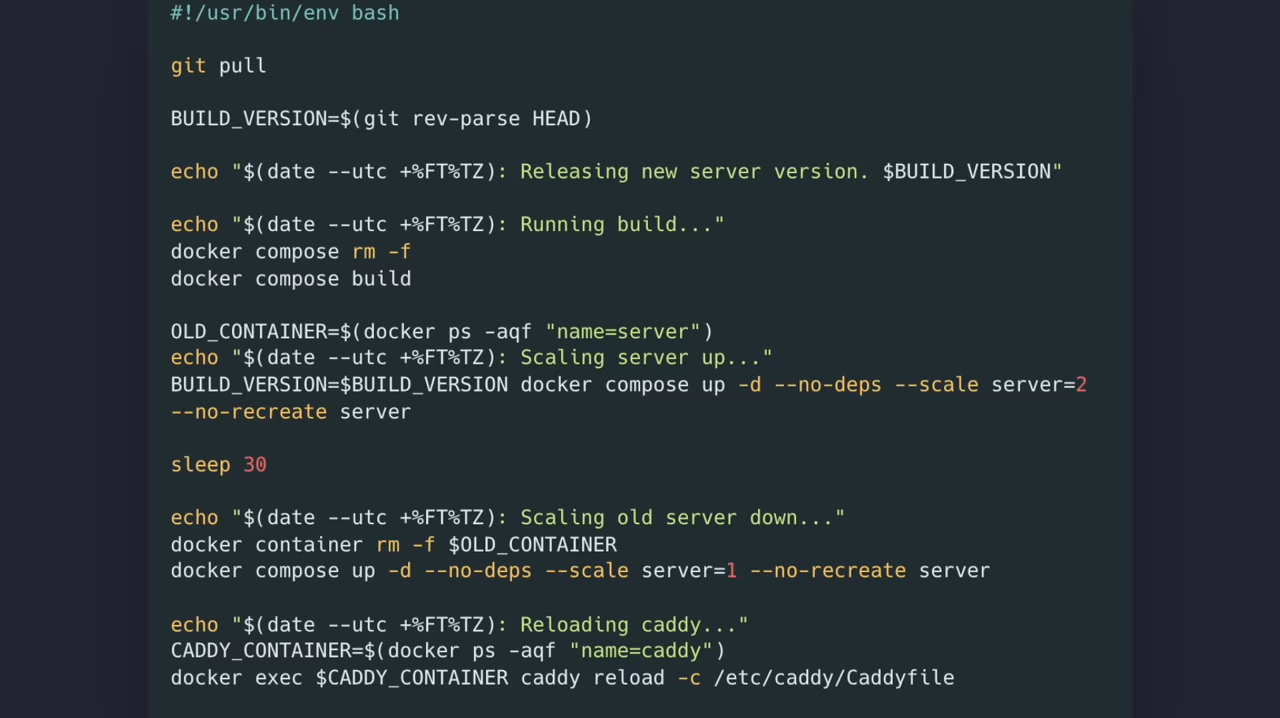 #!/usr/bin/env bash
git pull
BUILD_VERSION=$(git rev-parse HEAD)
echo "$(date --utc +%FT%TZ): Releasing new server version. $BUILD_VERSION"
echo "$(date --utc +%FT%TZ): Running build..."
docker compose rm -f
docker compose build
OLD_CONTAINER=$(docker ps -aqf "name=server")
echo "$(date --utc +%FT%TZ): Scaling server up..."
BUILD_VERSION=$BUILD_VERSION docker compose up -d --no-deps --scale server=2
--no-recreate server
sleep 30
echo "$(date --utc +%FT%TZ): Scaling old server down..."
docker container rm -f $OLD_CONTAINER
docker compose up -d --no-deps --scale server=1 --no-recreate server
echo "$(date --utc +%FT%TZ): Reloading caddy..."
CADDY_CONTAINER=$(docker ps -aqf "name=caddy")
docker exec $CADDY_CONTAINER caddy reload -c /etc/caddy/Caddyfile